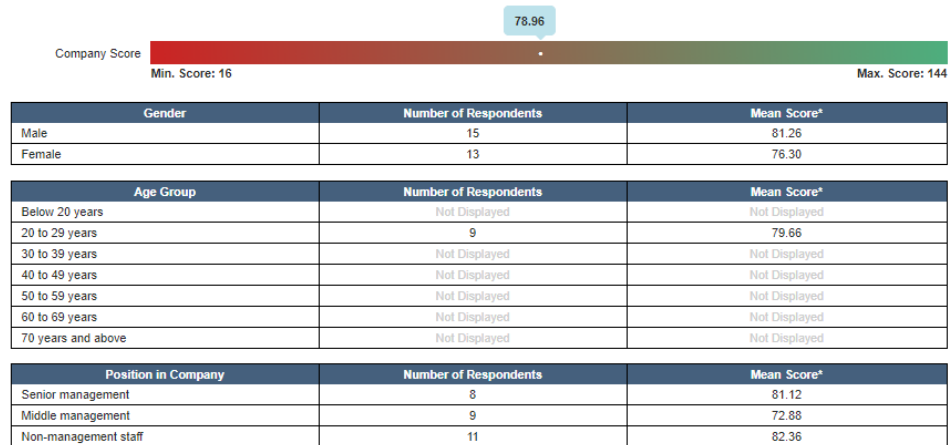 78.96
Company Score
Min. Score: 16 Max. Score: 144
Gender Number of Respondents Mean Score*
Male 15 81.26
Female 13 76.30
Age Group Number of Respondents Mean Score*
Below 20 years Not Displayed Not Displayed
20 to 29 years 9 79.66
30 to 39 years Not Displayed Not Displayed
40 to 49 years Not Displayed Not Displayed
50 to 59 years Not Displayed Not Displayed
60 to 69 years Not Displayed Not Displayed
70 years and above Not Displayed Not Displayed
Position in Company Number of Respondents Mean Score*
Senior management 8 81.12
Middle management 9 72.88
Non-management staff 11 82.36